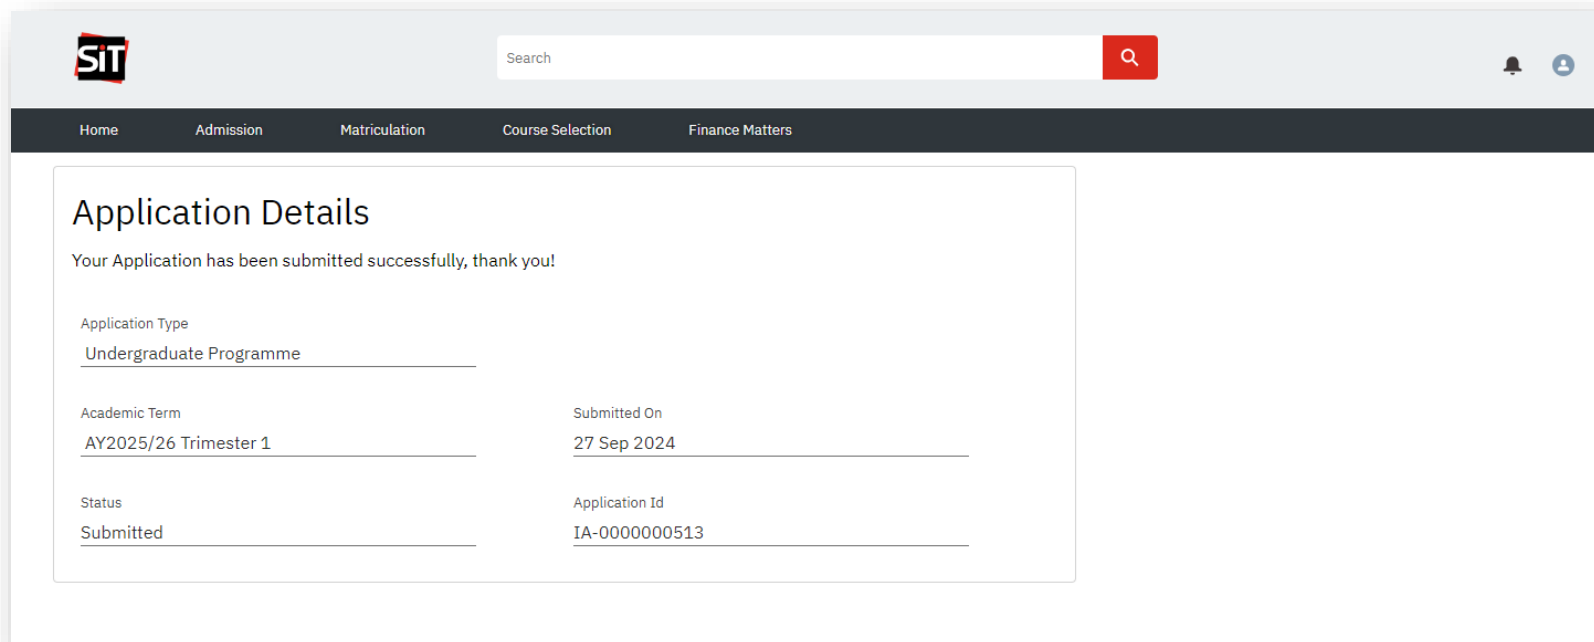 SiT
Search
Home Admission Matriculation Course Selection Finance Matters
Application Details
Your Application has been submitted successfully, thank you!
Application Type
Undergraduate Programme
Academic Term Submitted On
AY2025/26 Trimester 1 27 Sep 2024
Status Application Id
Submitted IA-0000000513